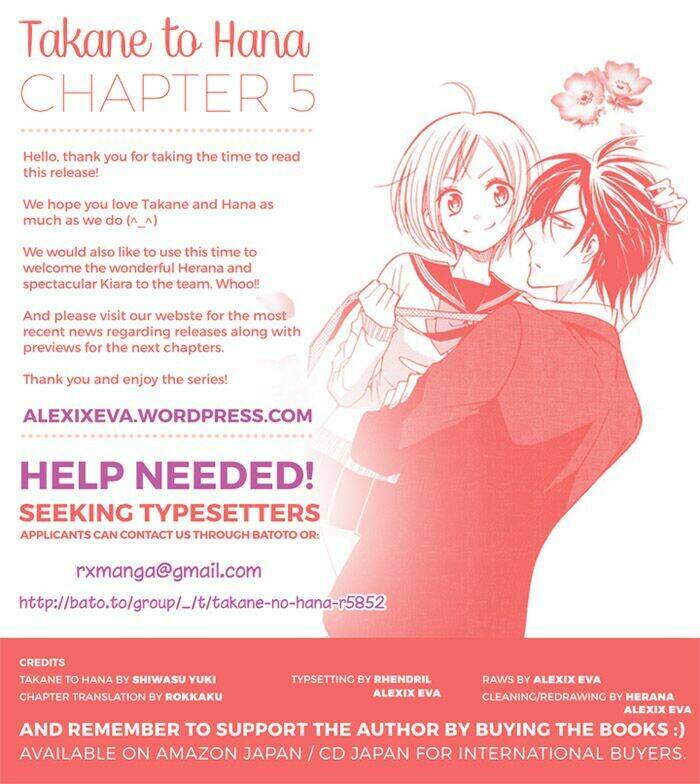 Takane to Hana
CHAPTER 5
Hello, thank you for taking the time to read
this release!
We hope you love Takane and Hana as
much as we do (^_^)
We would also like to use this time to
welcome the wonderful Herana and
spectacular Kiara to the team. Whoo!!
And please visit our webste for the most
recent news regarding releases along with
previews for the next chapters.
Thank you and enjoy the series!
ALEXIXEVA.WORDPRESS.COM
HELP NEEDED!
SEEKING TYPESETTERS
APPLICANTS CAN CONTACT US THROUGH BATOTO OR:
rxmanga@gmail.com
http://bato.to/group/_/t/takane-no-hana-r5852
CREDITS
TAKANE TO HANA BY SHIWASU YUKI
CHAPTER TRANSLATION BY ROKKAKU
TYPSETTING BY RHENDRIL
ALEXIX EVA
RAWS BY ALEXIX EVA
CLEANING/REDRAWING BY HERANA
ALEXIX EVA
AND REMEMBER TO SUPPORT THE AUTHOR BY BUYING THE BOOKS :)
AVAILABLE ON AMAZON JAPAN / CD JAPAN FOR INTERNATIONAL BUYERS.